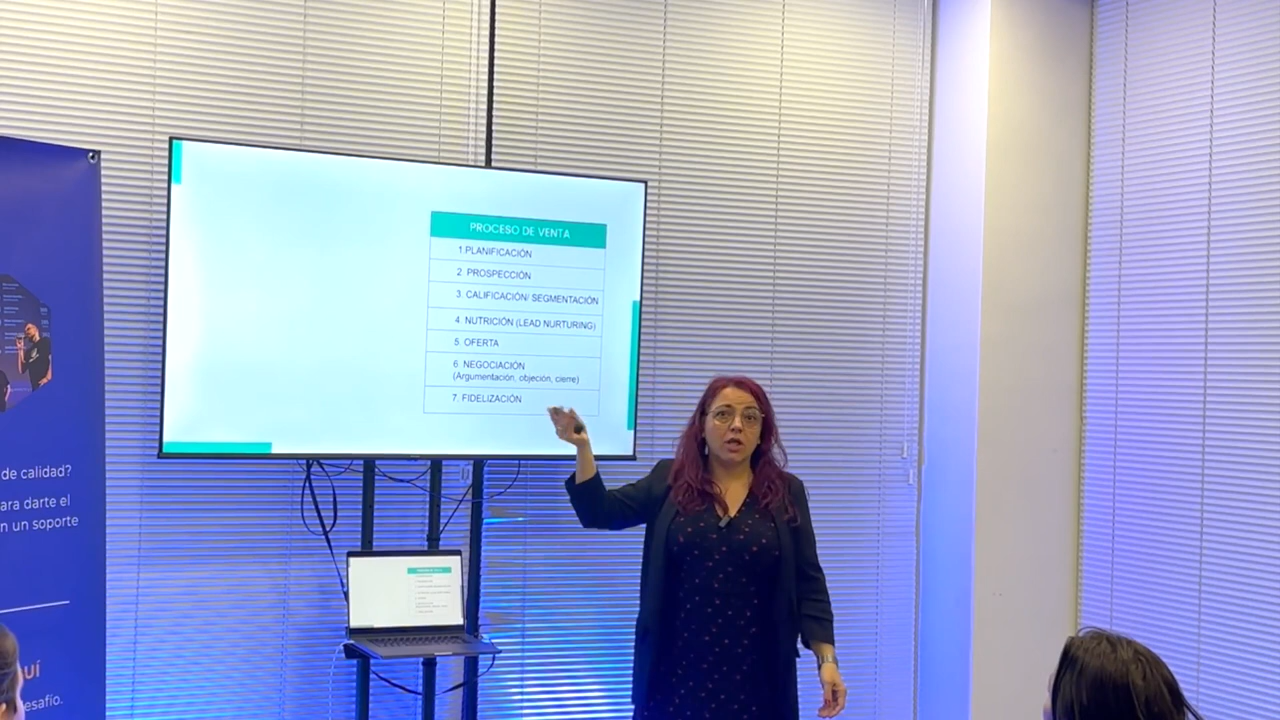 PROCESO DE VENTA
1 PLANIFICACIÓN
2. PROSPECCIÓN
3. CALIFICACIÓN/ SEGMENTACIÓN
4. NUTRICIÓN (LEAD NURTURING)
5. OFERTA
6. NEGOCIACIÓN
(Argumentación, objeción, cierre)
7. FIDELIZACIÓN
de calidad?
ara darte el
n un soporte
UÍ
esafío.